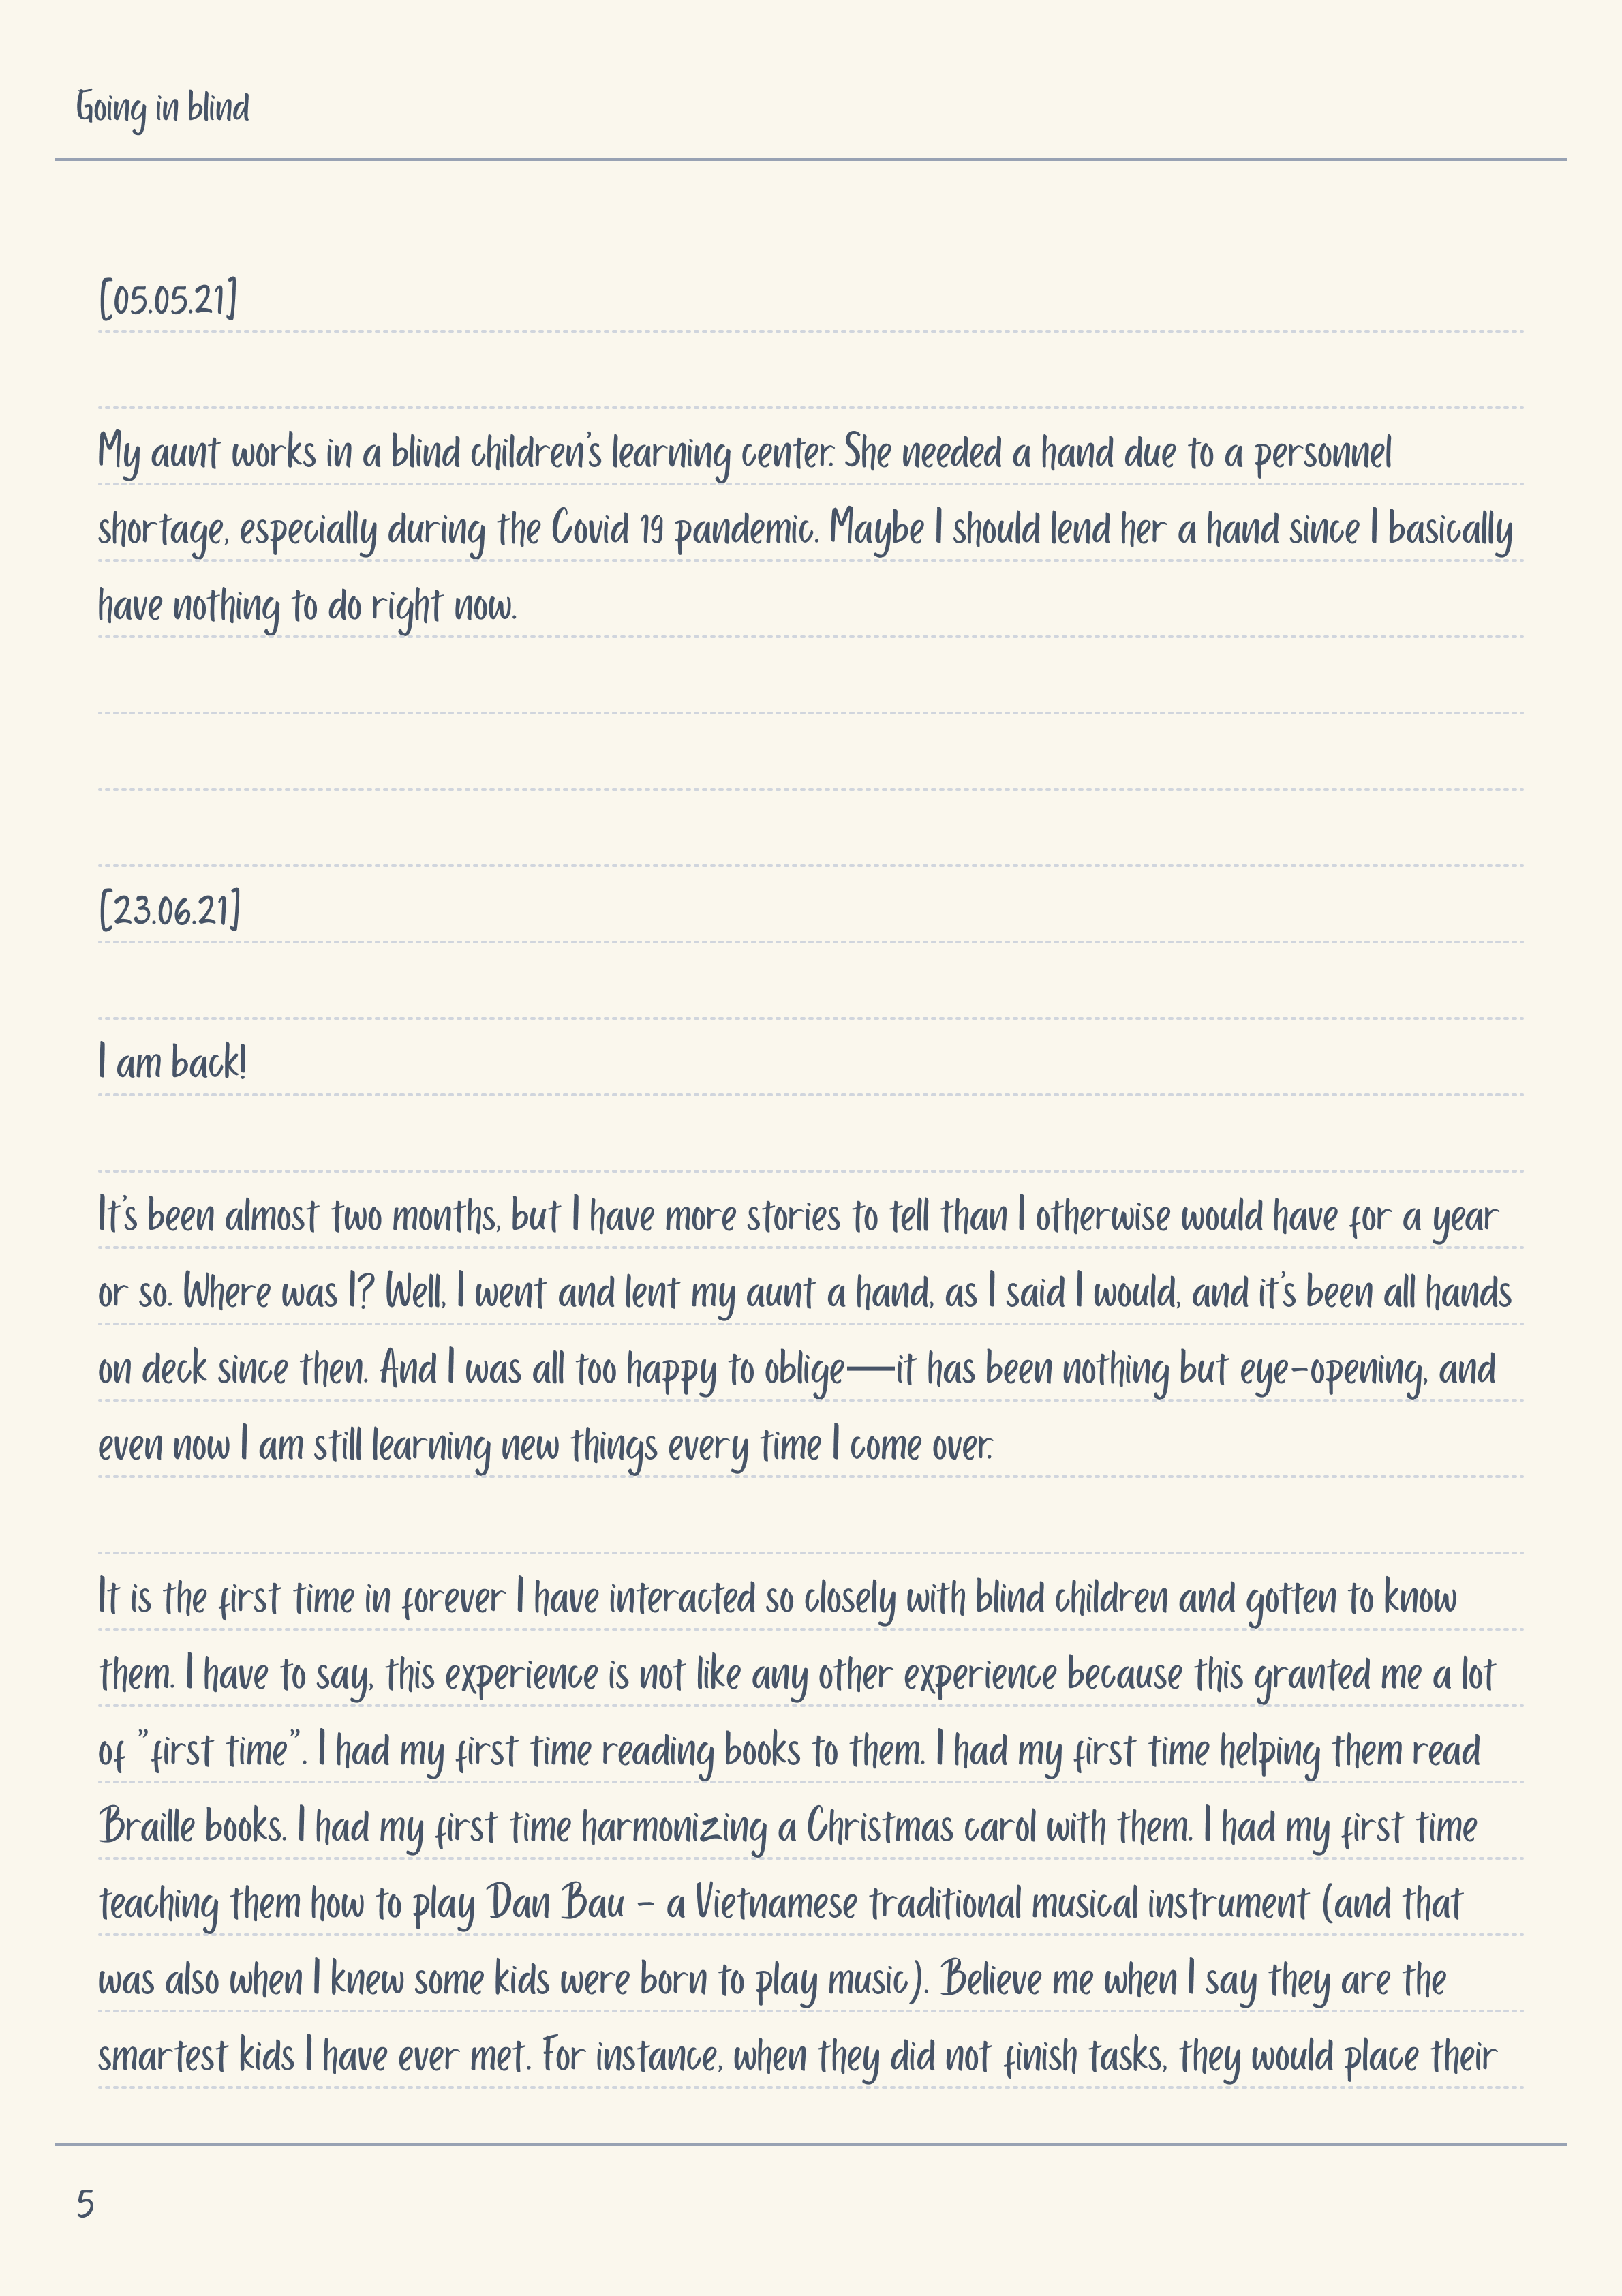 Going in blind
[05.05.21]
My aunt works in a blind children's learning center. She needed a hand due to a personnel
shortage, especially during the Covid 19 pandemic. Maybe I should lend her a hand since I basically
have nothing to do right now.
[23.06.21]
I am back!
It's been almost two months, but I have more stories to tell than I otherwise would have for a year
or so. Where was I? Well, I went and lent my aunt a hand, as I said I would, and it's been all hands
on deck since then. And I was all too happy to oblige—it has been nothing but eye-opening, and
even now I am still learning new things every time I come over.
It is the first time in forever I have interacted so closely with blind children and gotten to know
them. I have to say, this experience is not like any other experience because this granted me a lot
of ”first time”. I had my first time reading books to them. I had my first time helping them read
Braille books. I had my first time harmonizing a Christmas carol with them. I had my first time
teaching them how to play Dan Bau - a Vietnamese traditional musical instrument (and that
was also when I knew some kids were born to play music). Believe me when I say they are the
smartest kids I have ever met. For instance, when they did not finish tasks, they would place their
5